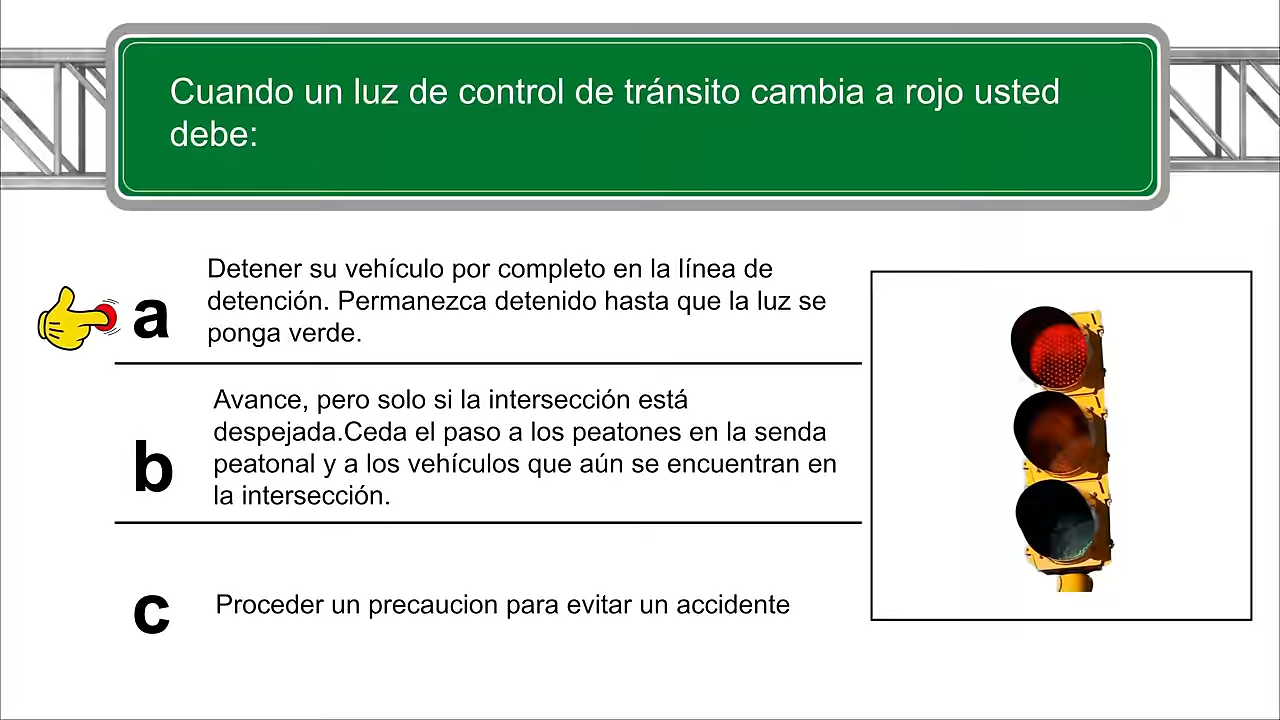 Cuando un luz de control de tránsito cambia a rojo usted
debe:
a
Detener su vehículo por completo en la línea de
detención. Permanezca detenido hasta que la luz se
ponga verde.
b
Avance, pero solo si la intersección está
despejada.Ceda el paso a los peatones en la senda
peatonal y a los vehículos que aún se encuentran en
la intersección.
c
Proceder un precaucion para evitar un accidente